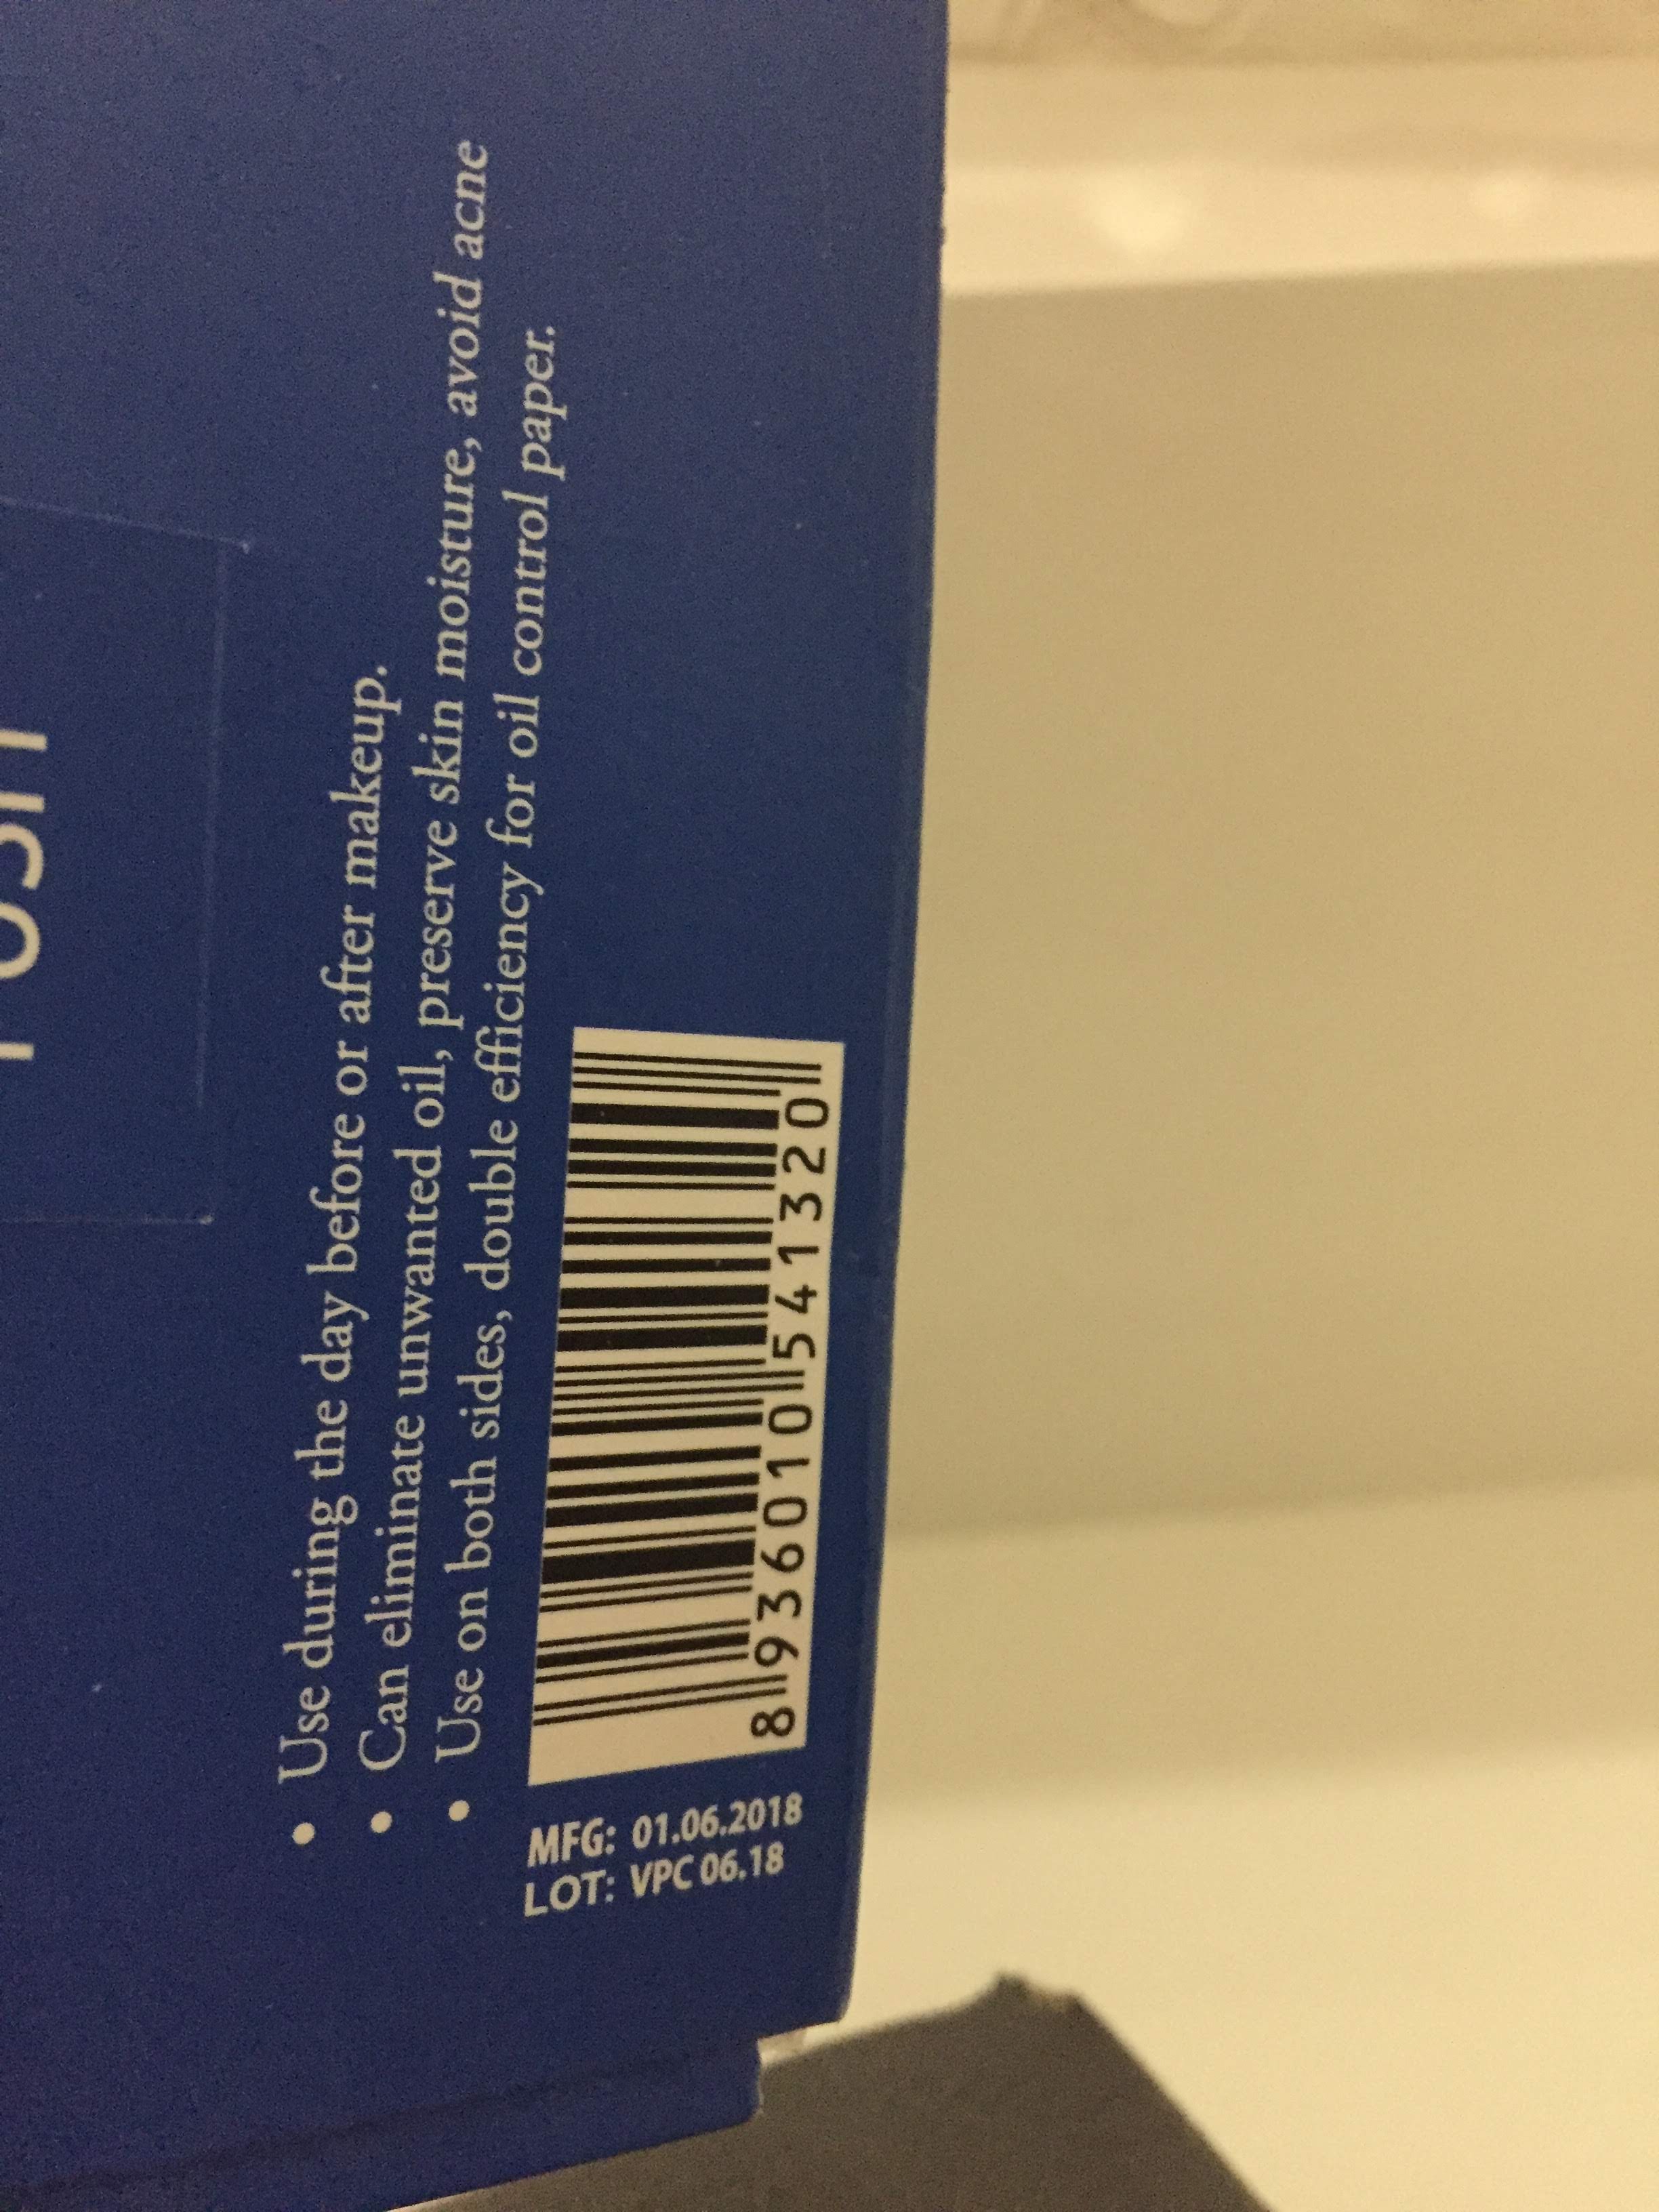 PUSH
• Use during the day before or after makeup.
• Can eliminate unwanted oil, preserve skin moisture, avoid acne
• Use on both sides, double efficiency for oil control paper.
8 936010 541320
MFG: 01.06.2018
LOT: VPC 06.18